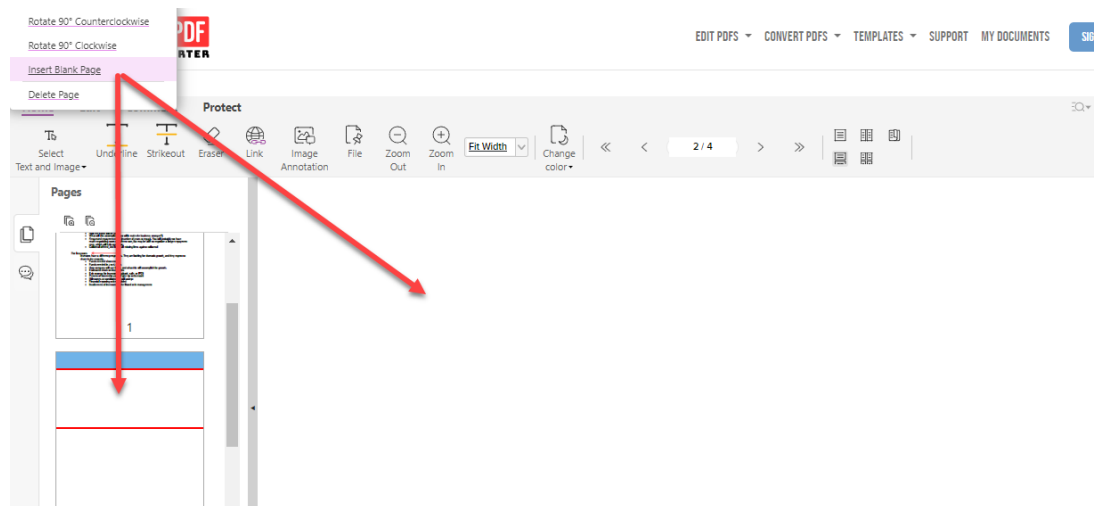 Rotate 90° Counterclockwise
PDF
Rotate 90° Clockwise
RTER
Insert Blank Page
Delete Page
EDIT PDFS
CONVERT PDFS
TEMPLATES
SUPPORT
MY DOCUMENTS
SIG
Protect
Select
Text and Image
Underline
Strikeout
Eraser
Link
Image
Annotation
File
Zoom
Out
Zoom
In
Fit Width
Change
color
2 / 4
Pages
1